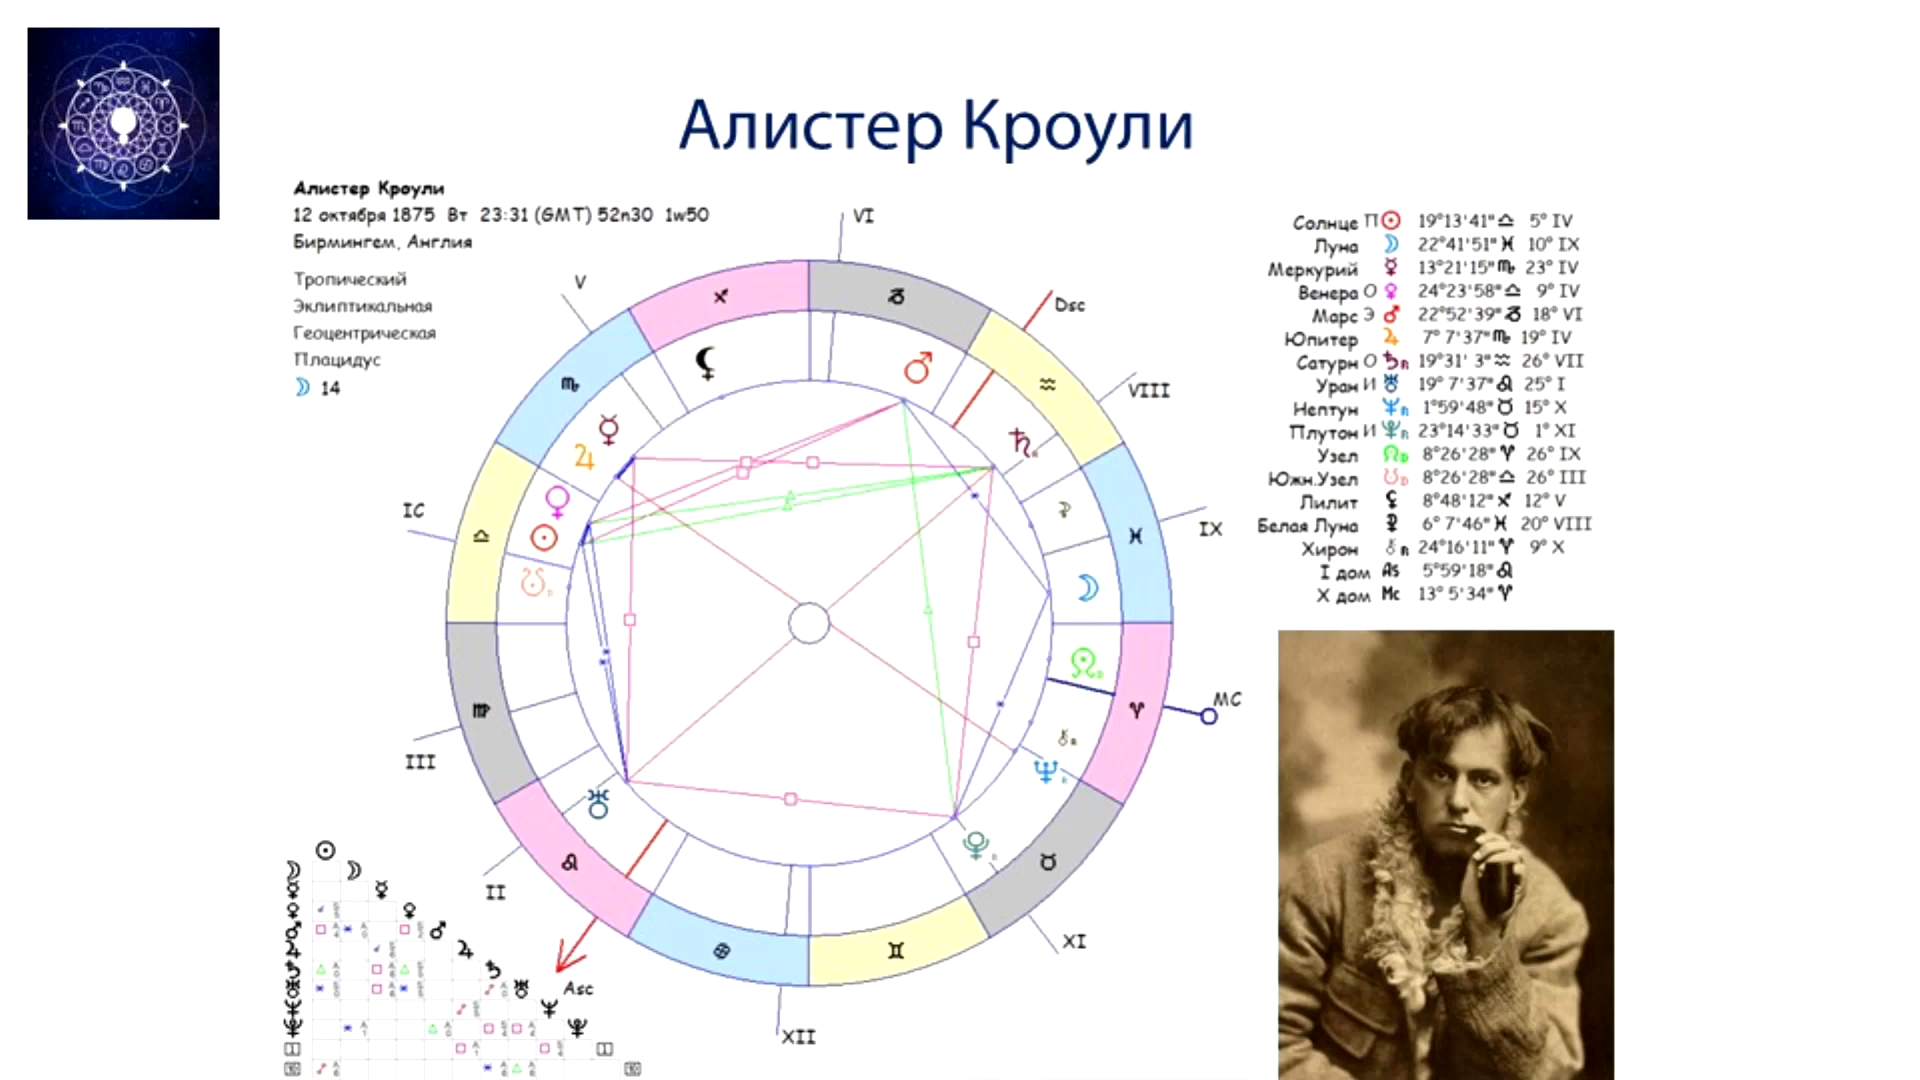 Алистер Кроули
Алистер Кроули
12 октября 1875 Вт 23:31 (GMT) 52n30 1w50
Бирмингем, Англия
Тропический
Эклиптикальная
Геоцентрическая
Плацидус
☽ 14
VI
V
Dsc
VIII
IC
IX
MC
III
II
XI
Asc
XII
Солнце П ☉ 19°13'41"♎ 5° IV
Луна ☽ 22°41'51"♓ 10° IX
Меркурий ☿ 13°21'15"♏ 23° IV
Венера О ♀ 24°23'58"♎ 9° IV
Марс Э ♂ 22°52'39"♑ 18° VI
Юпитер ♃ 7° 7'37"♏ 19° IV
Сатурн О ♄R 19°31' 3"♒ 26° VII
Уран И ♅ 19° 7'37"♌ 25° I
Нептун ♆R 1°59'48"♉ 15° X
Плутон И ♇R 23°14'33"♉ 1° XI
Узел ☊D 8°26'28"♈ 26° IX
Южн.Узел ☋D 8°26'28"♎ 26° III
Лилит ⚸ 8°48'12"♐ 12° V
Белая Луна 6° 7'46"♓ 20° VIII
Хирон ⚷R 24°16'11"♈ 9° X
I дом As 5°59'18"♌
X дом Mc 13° 5'34"♈